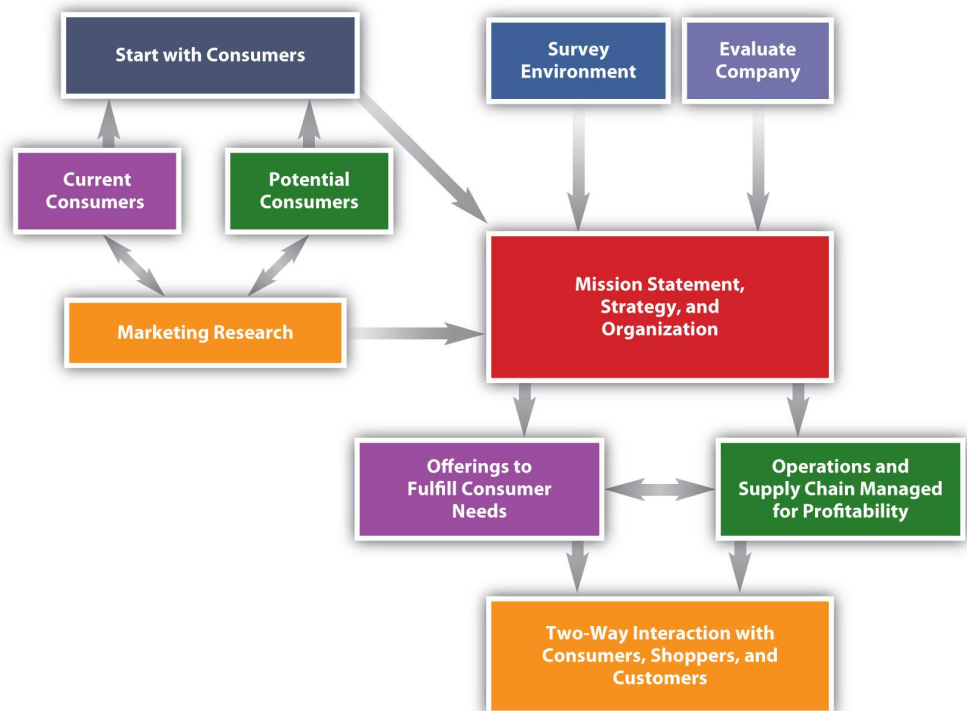 Start with Consumers
Survey
Environment
Evaluate
Company
Current
Consumers
Potential
Consumers
Marketing Research
Mission Statement,
Strategy, and
Organization
Offerings to
Fulfill Consumer
Needs
Operations and
Supply Chain Managed
for Profitability
Two-Way Interaction with
Consumers, Shoppers, and
Customers